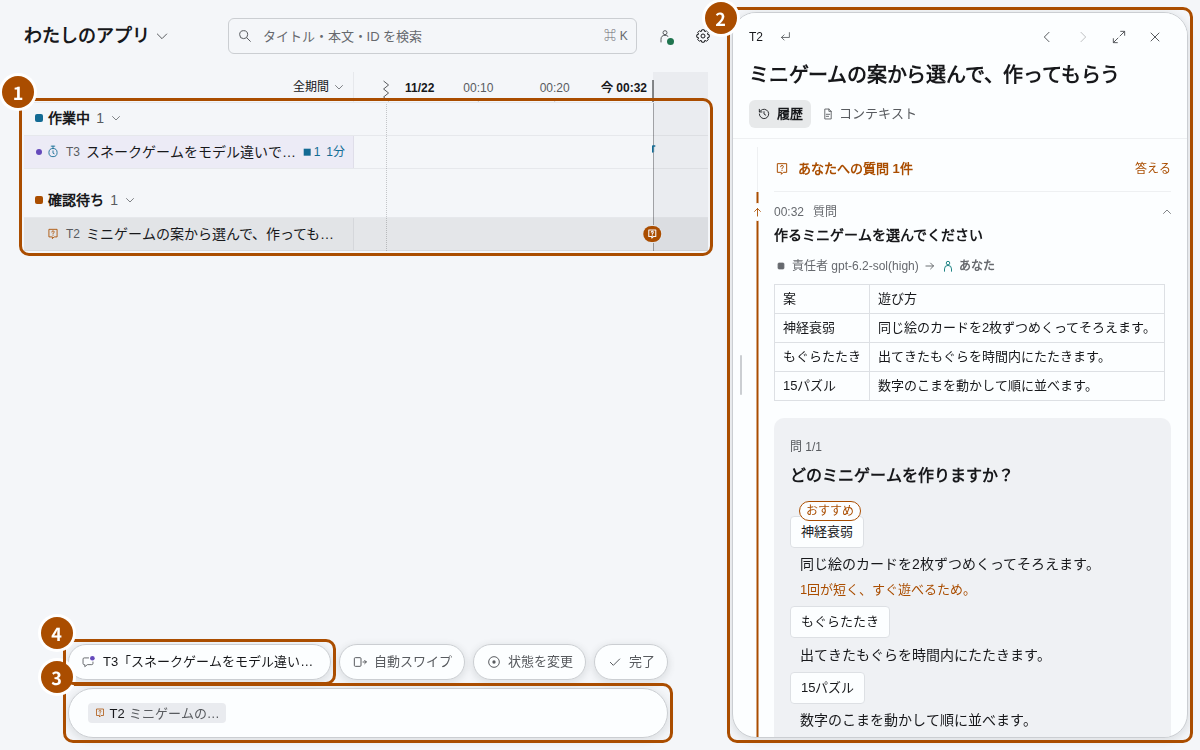 わたしのアプリ
タイトル・本文・ID を検索
⌘ K
全期間
11/22
00:10
00:20
今 00:32
1
作業中 1
T3 スネークゲームをモデル違いで… 1 1分
確認待ち 1
T2 ミニゲームの案から選んで、作っても…
4
T3「スネークゲームをモデル違い…
自動スワイプ
状態を変更
完了
3
T2 ミニゲームの…
2
T2
ミニゲームの案から選んで、作ってもらう
履歴
コンテキスト
あなたへの質問 1件
答える
00:32 質問
作るミニゲームを選んでください
責任者 gpt-6.2-sol(high) → あなた
案 遊び方
神経衰弱 同じ絵のカードを2枚ずつめくってそろえます。
もぐらたたき 出てきたもぐらを時間内にたたきます。
15パズル 数字のこまを動かして順に並べます。
問 1/1
どのミニゲームを作りますか？
おすすめ
神経衰弱
同じ絵のカードを2枚ずつめくってそろえます。
1回が短く、すぐ遊べるため。
もぐらたたき
出てきたもぐらを時間内にたたきます。
15パズル
数字のこまを動かして順に並べます。